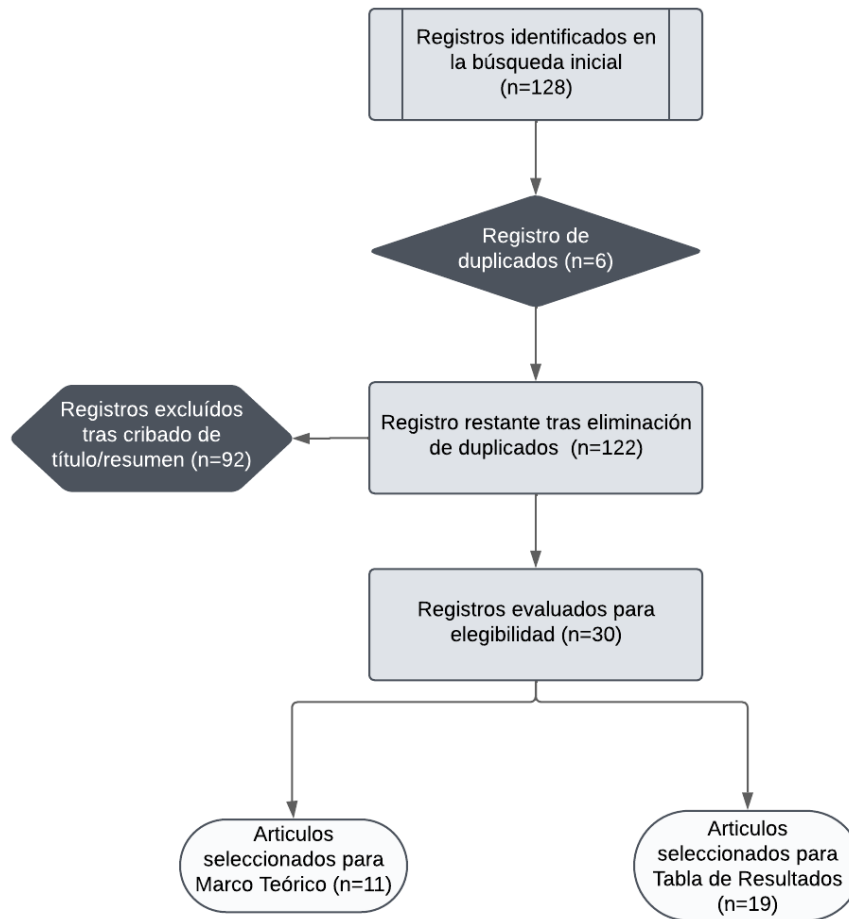 Registros identificados en
la búsqueda inicial
(n=128)
Registro de
duplicados (n=6)
Registros excluídos
tras cribado de
título/resumen (n=92)
Registro restante tras eliminación
de duplicados (n=122)
Registros evaluados para
elegibilidad (n=30)
Articulos
seleccionados para
Marco Teórico (n=11)
Articulos
seleccionados para
Tabla de Resultados
(n=19)